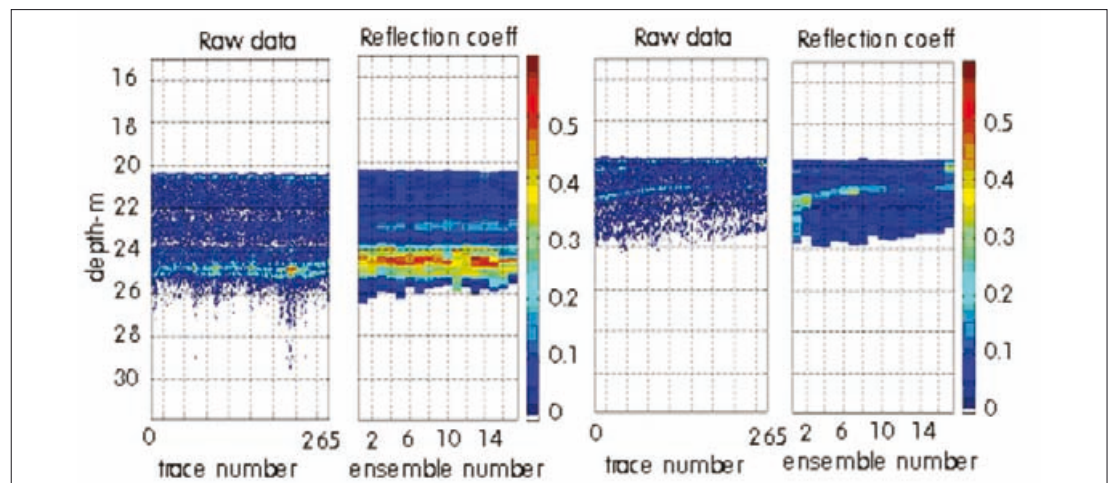 Raw data
Reflection coeff
Raw data
Reflection coeff
depth-m
16
18
20
22
24
26
28
30
0.5
0.4
0.3
0.2
0.1
0
0.5
0.4
0.3
0.2
0.1
0
0 265
trace number
2 6 10 14
ensemble number
0 265
trace number
2 6 10 14
ensemble number